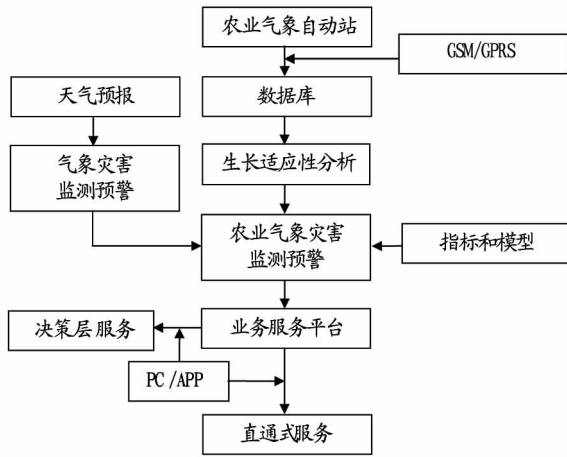 农业气象自动站
GSM/GPRS
天气预报
数据库
气象灾害
监测预警
生长适应性分析
农业气象灾害
监测预警
指标和模型
决策层服务
业务服务平台
PC/APP
直通式服务